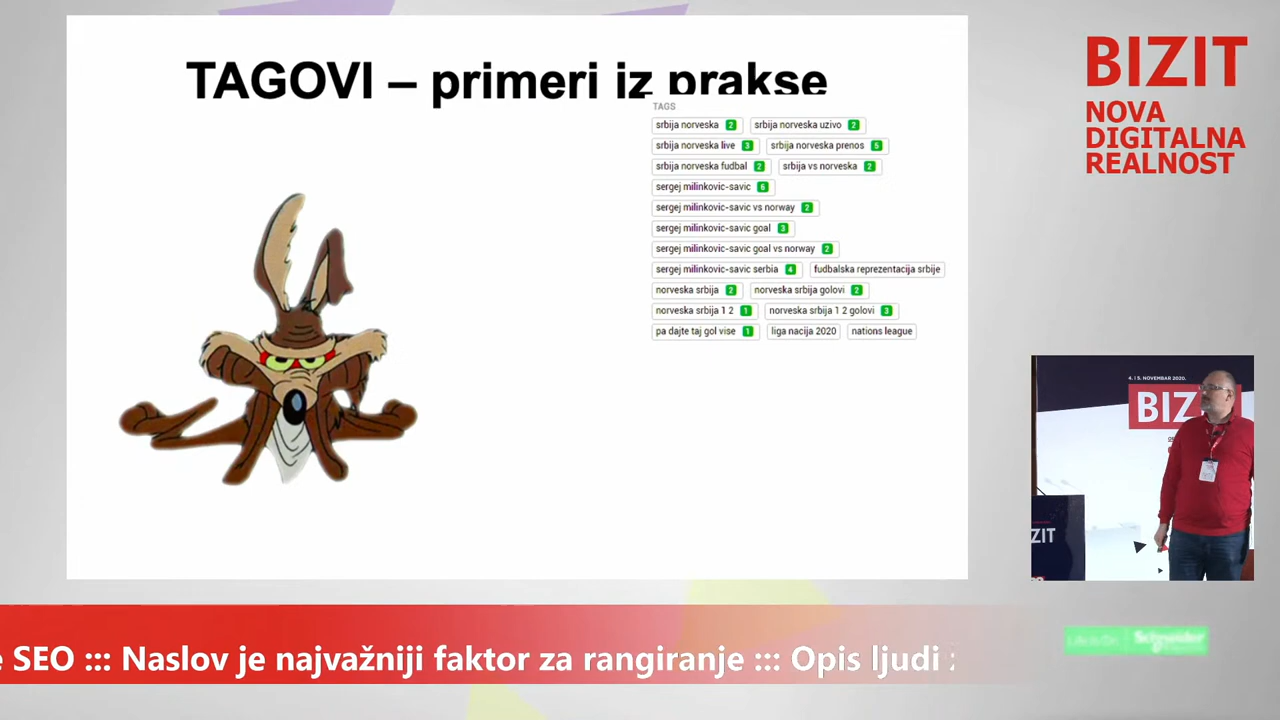 TAGOVI – primeri iz prakse
TAGS
srbija norveska 2 srbija norveska uzivo 2
srbija norveska live 3 srbija norveska prenos 5
srbija norveska fudbal 2 srbija vs norveska 2
sergej milinkovic-savic 6
sergej milinkovic-savic vs norway 2
sergej milinkovic-savic goal 3
sergej milinkovic-savic goal vs norway 2
sergej milinkovic-savic serbia 4 fudbalska reprezentacija srbije
norveska srbija 2 norveska srbija golovi 2
norveska srbija 1 2 1 norveska srbija 1 2 golovi 3
pa dajte taj gol vise 1 liga nacija 2020 nations league
BIZIT
NOVA
DIGITALNA
REALNOST
4. I 5. NOVEMBAR 2020.
BIZ
ZIT
e SEO ::: Naslov je najvažniji faktor za rangiranje ::: Opis ljudi :
Life Is On Schneider